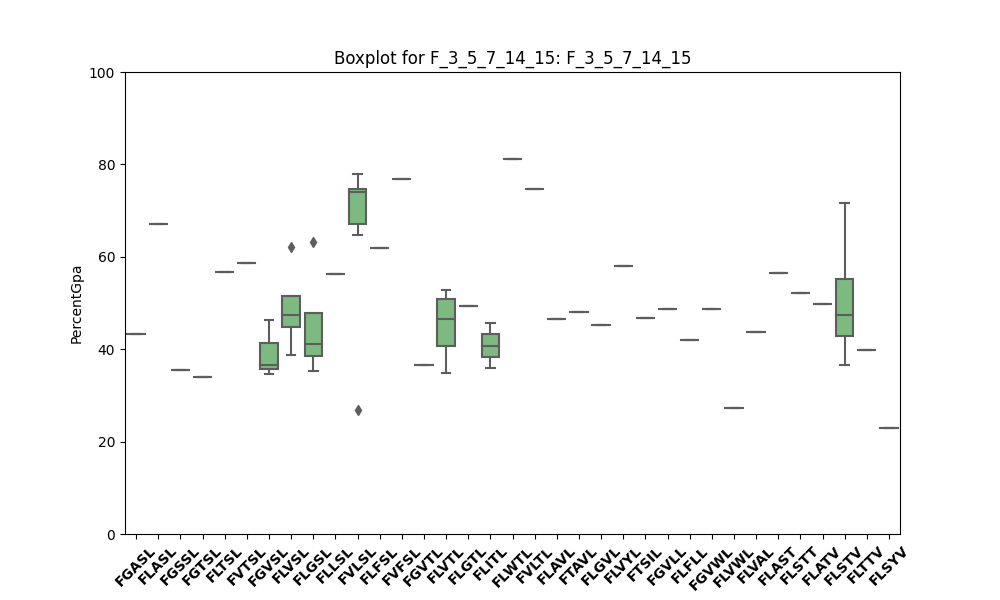 Boxplot for F_3_5_7_14_15: F_3_5_7_14_15
PercentGpa
100
80
60
40
20
0
FGASL
FLASL
FGSSL
FGTSL
FLTSL
FVTSL
FGVSL
FLVSL
FLGSL
FLLSL
FVLSL
FLFSL
FVFSL
FGVTL
FLVTL
FLGTL
FLITL
FLWTL
FVLTL
FLAVL
FTAVL
FLGVL
FLVYL
FTSIL
FGVLL
FLFLL
FGVWL
FLVWL
FLVAL
FLAST
FLSTT
FLATV
FLSTV
FLTTV
FLSYV